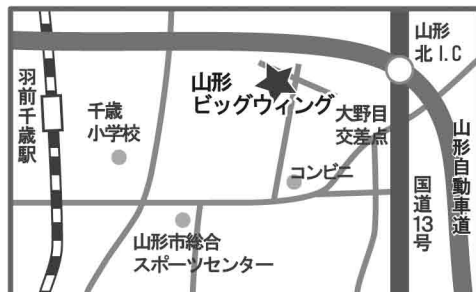 山形
北I.C
羽前千歳駅
千歳
小学校
山形
ビッグウィング
大野目
交差点
山形自動車道
コンビニ
国道13号
山形市総合
スポーツセンター